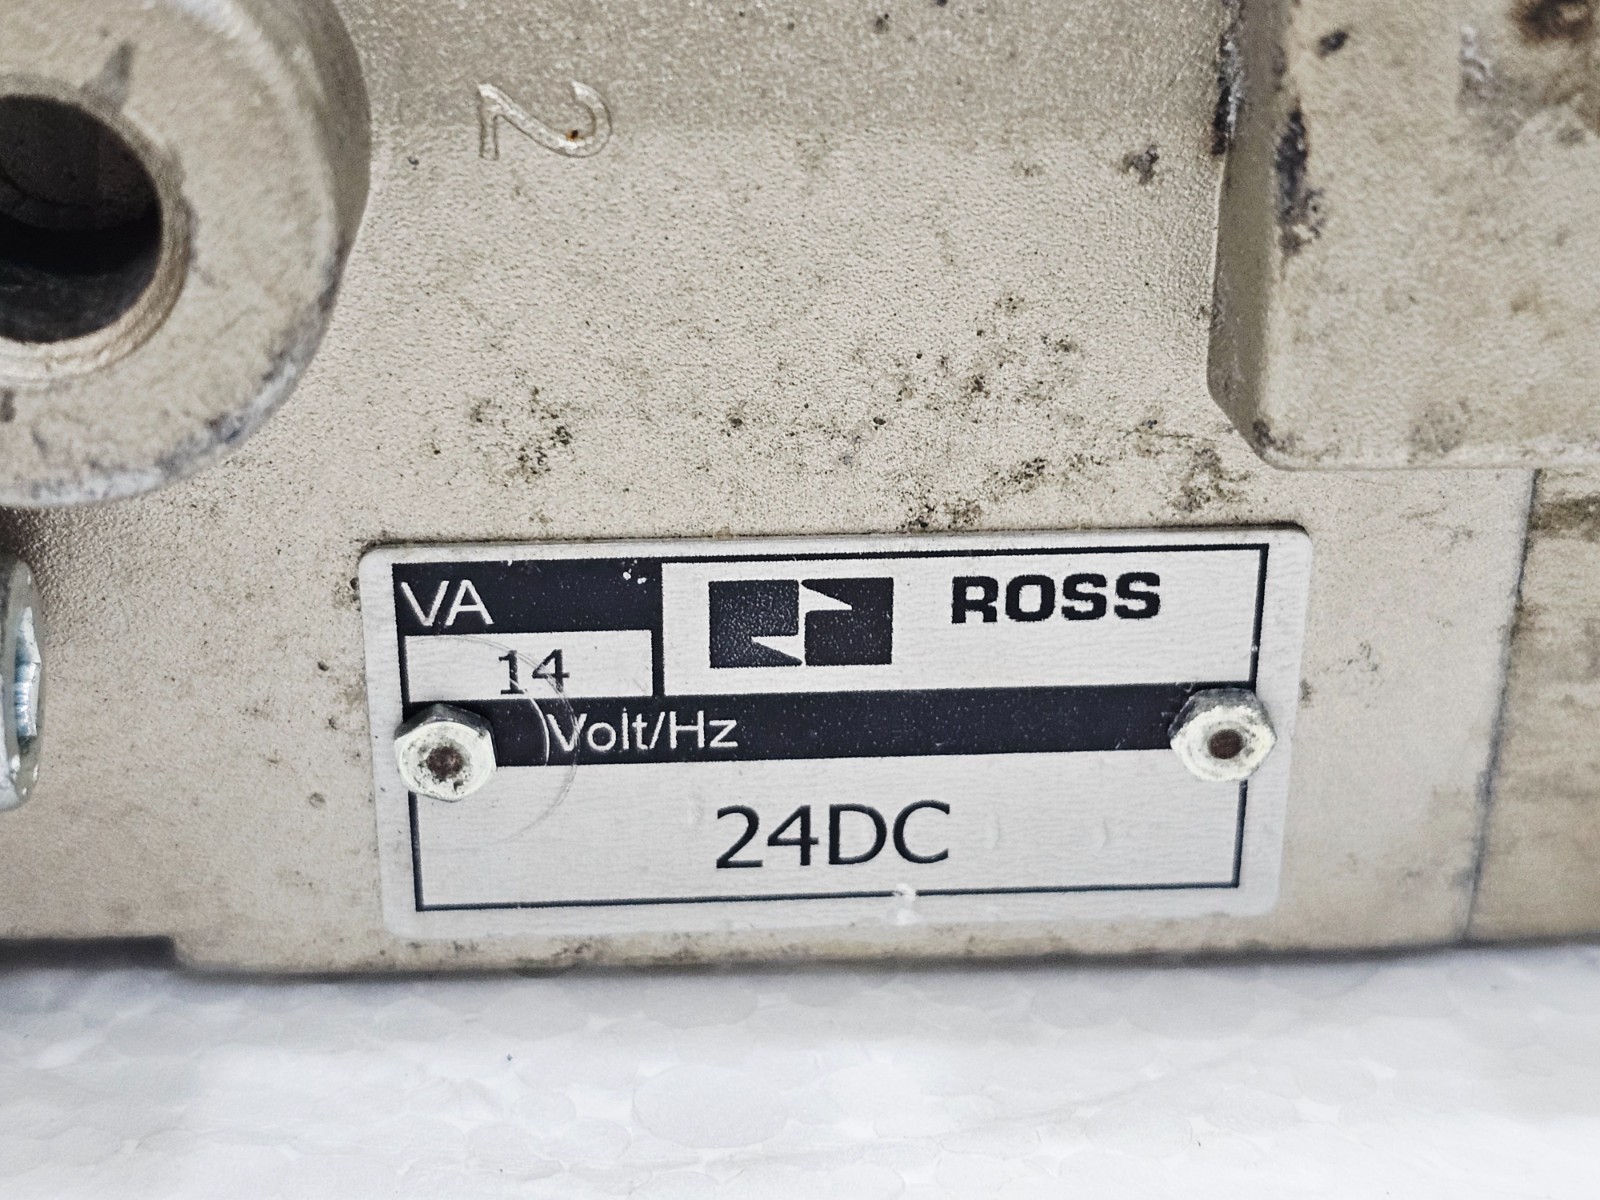 2
VA
ROSS
14
Volt/Hz
24DC